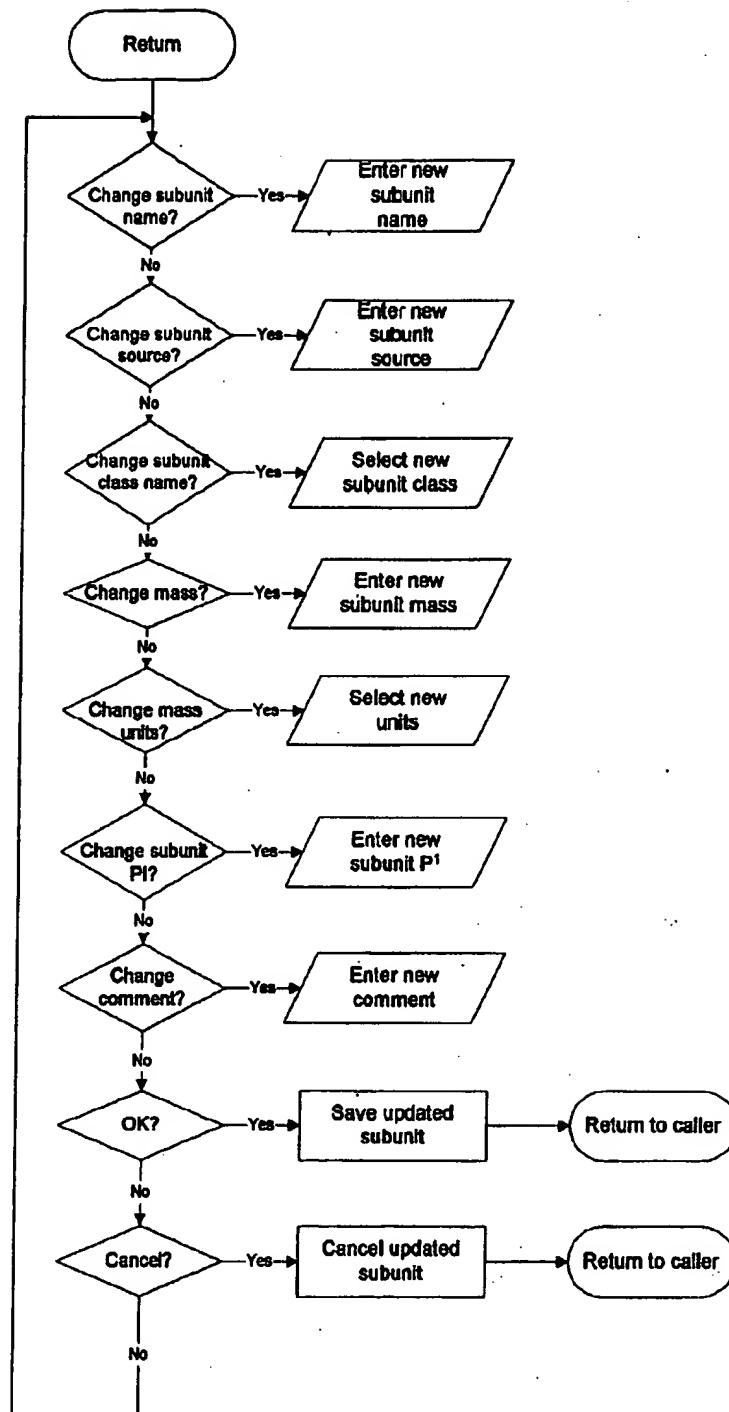 Return
Change subunit
name?
Yes
Enter new
subunit
name
No
Change subunit
source?
Yes
Enter new
subunit
source
No
Change subunit
class name?
Yes
Select new
subunit class
No
Change mass?
Yes
Enter new
subunit mass
No
Change mass
units?
Yes
Select new
units
No
Change subunit
PI?
Yes
Enter new
subunit P¹
No
Change
comment?
Yes
Enter new
comment
No
OK?
Yes
Save updated
subunit
Return to caller
No
Cancel?
Yes
Cancel updated
subunit
Return to caller
No